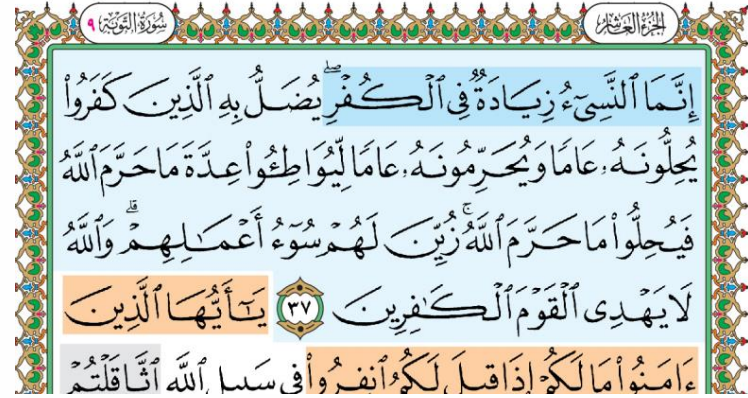 الجزء العاشر سورة التوبة ٩
إِنَّمَا ٱلنَّسِىٓءُ زِيَادَةٌ فِى ٱلْكُفْرِ ۖ يُضَلُّ بِهِ ٱلَّذِينَ كَفَرُوا۟
يُحِلُّونَهُۥ عَامًا وَيُحَرِّمُونَهُۥ عَامًا لِّيُوَاطِـُٔوا۟ عِدَّةَ مَا حَرَّمَ ٱللَّهُ
فَيُحِلُّوا۟ مَا حَرَّمَ ٱللَّهُ ۚ زُيِّنَ لَهُمْ سُوٓءُ أَعْمَـٰلِهِمْ ۗ وَٱللَّهُ
لَا يَهْدِى ٱلْقَوْمَ ٱلْكَـٰفِرِينَ ٣٧ يَـٰٓأَيُّهَا ٱلَّذِينَ
ءَامَنُوا۟ مَا لَكُمْ إِذَا قِيلَ لَكُمُ ٱنفِرُوا۟ فِى سَبِيلِ ٱللَّهِ ٱثَّاقَلْتُمْ